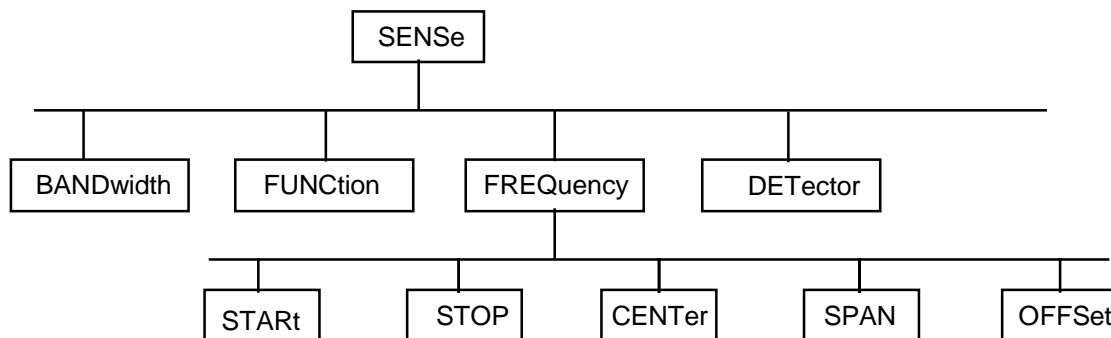 SENSe
BANDwidth FUNCtion FREQuency DETector
STARt STOP CENTer SPAN OFFSet